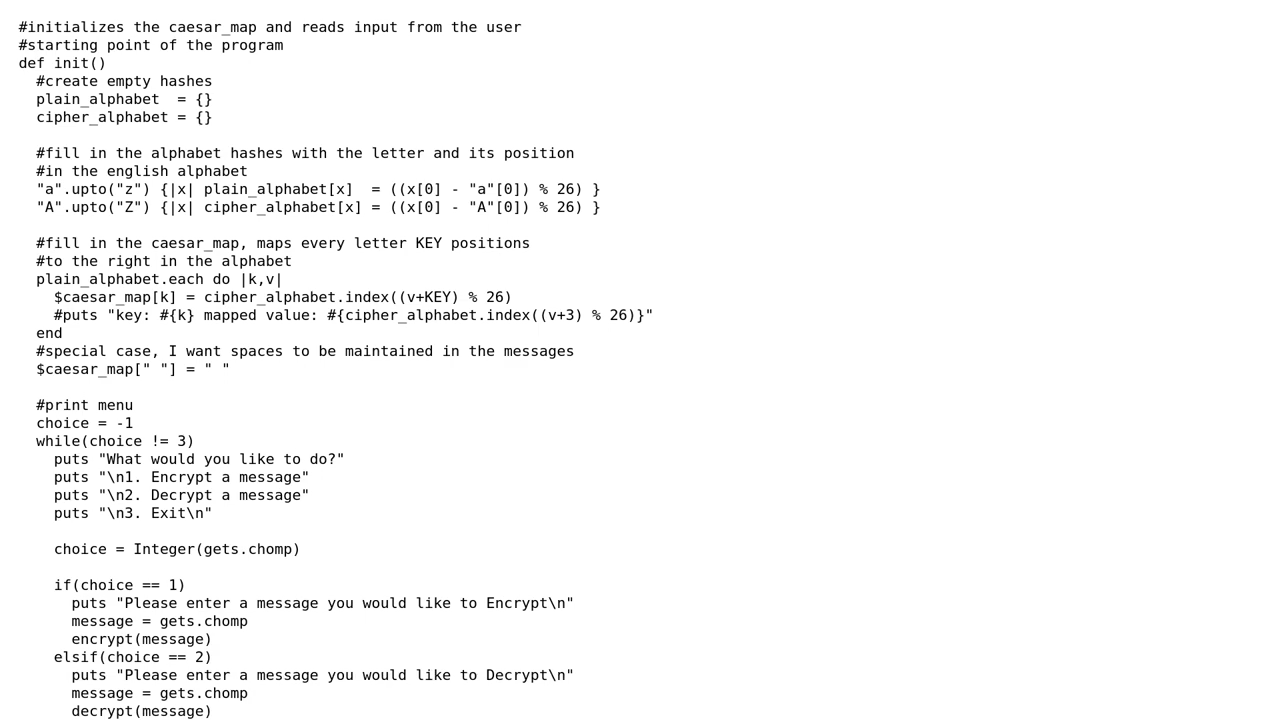 #initializes the caesar_map and reads input from the user
#starting point of the program
def init()
  #create empty hashes
  plain_alphabet  = {}
  cipher_alphabet = {}

  #fill in the alphabet hashes with the letter and its position
  #in the english alphabet
  "a".upto("z") {|x| plain_alphabet[x]  = ((x[0] - "a"[0]) % 26) }
  "A".upto("Z") {|x| cipher_alphabet[x] = ((x[0] - "A"[0]) % 26) }

  #fill in the caesar_map, maps every letter KEY positions
  #to the right in the alphabet
  plain_alphabet.each do |k,v|
    $caesar_map[k] = cipher_alphabet.index((v+KEY) % 26)
    #puts "key: #{k} mapped value: #{cipher_alphabet.index((v+3) % 26)}"
  end
  #special case, I want spaces to be maintained in the messages
  $caesar_map[" "] = " "

  #print menu
  choice = -1
  while(choice != 3)
    puts "What would you like to do?"
    puts "\n1. Encrypt a message"
    puts "\n2. Decrypt a message"
    puts "\n3. Exit\n"

    choice = Integer(gets.chomp)

    if(choice == 1)
      puts "Please enter a message you would like to Encrypt\n"
      message = gets.chomp
      encrypt(message)
    elsif(choice == 2)
      puts "Please enter a message you would like to Decrypt\n"
      message = gets.chomp
      decrypt(message)